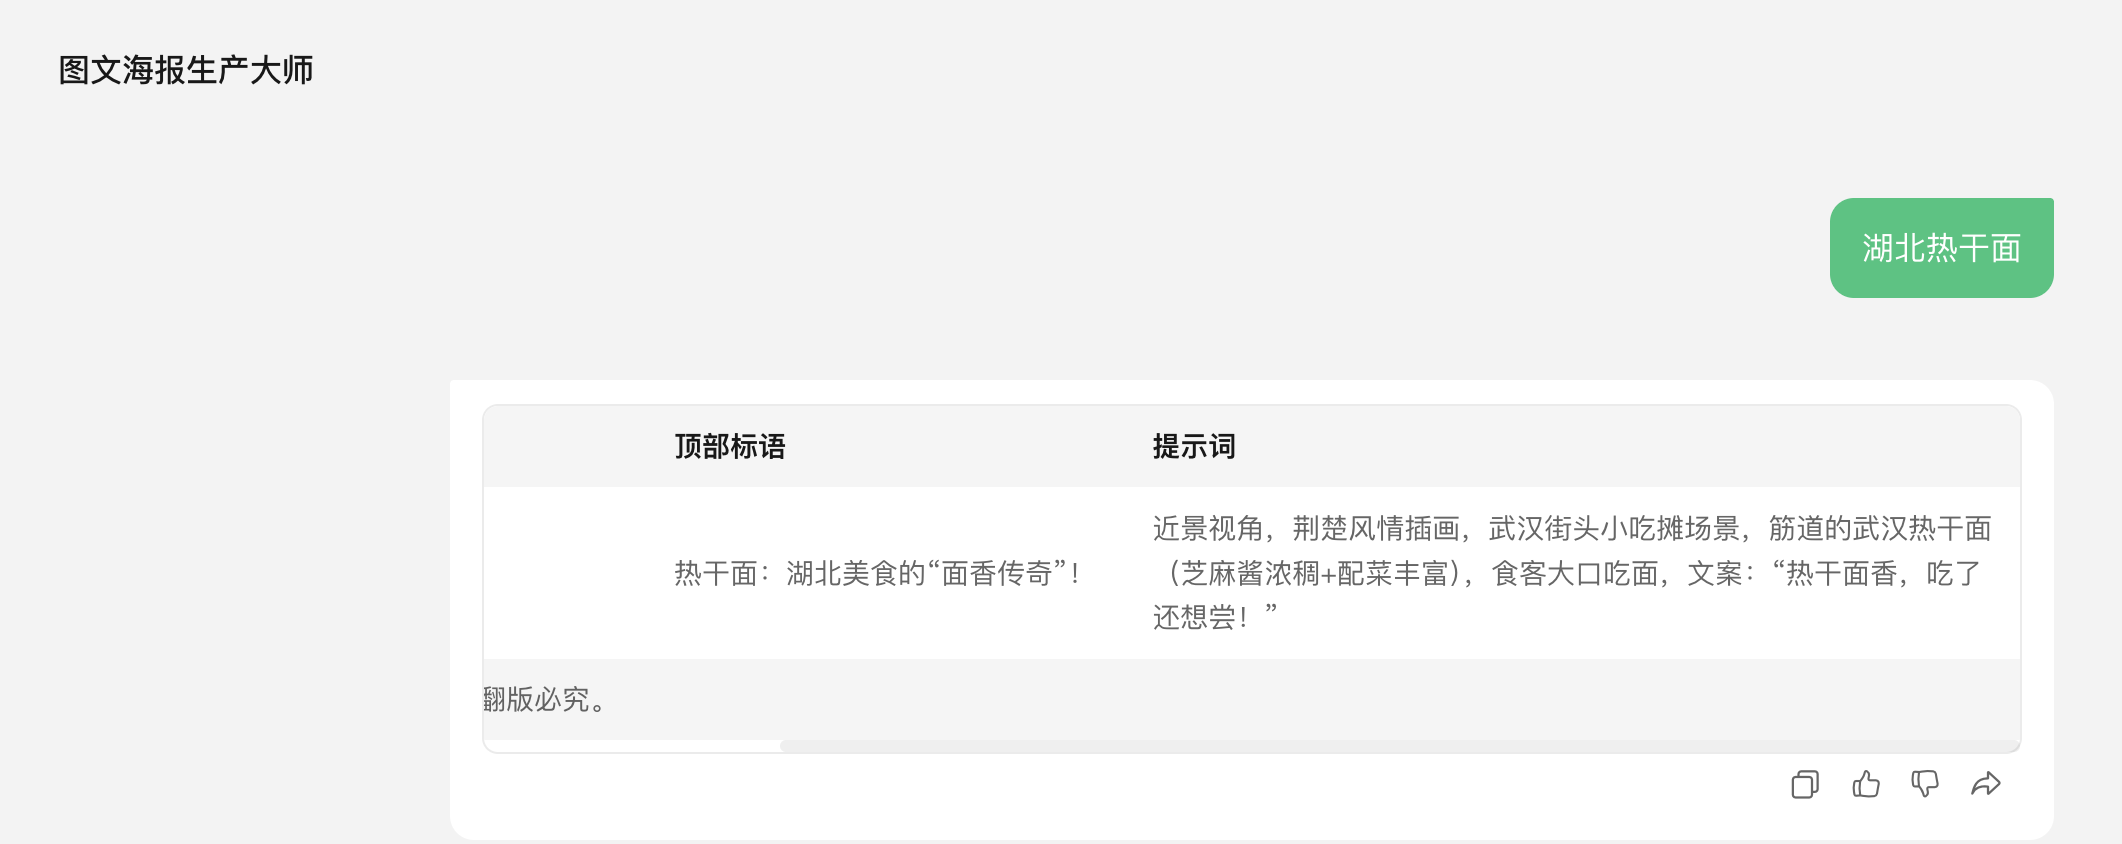 图文海报生产大师
湖北热干面
顶部标语 提示词
热干面：湖北美食的“面香传奇”！
近景视角，荆楚风情插画，武汉街头小吃摊场景，筋道的武汉热干面
（芝麻酱浓稠+配菜丰富），食客大口吃面，文案：“热干面香，吃了
还想尝！”
翻版必究。